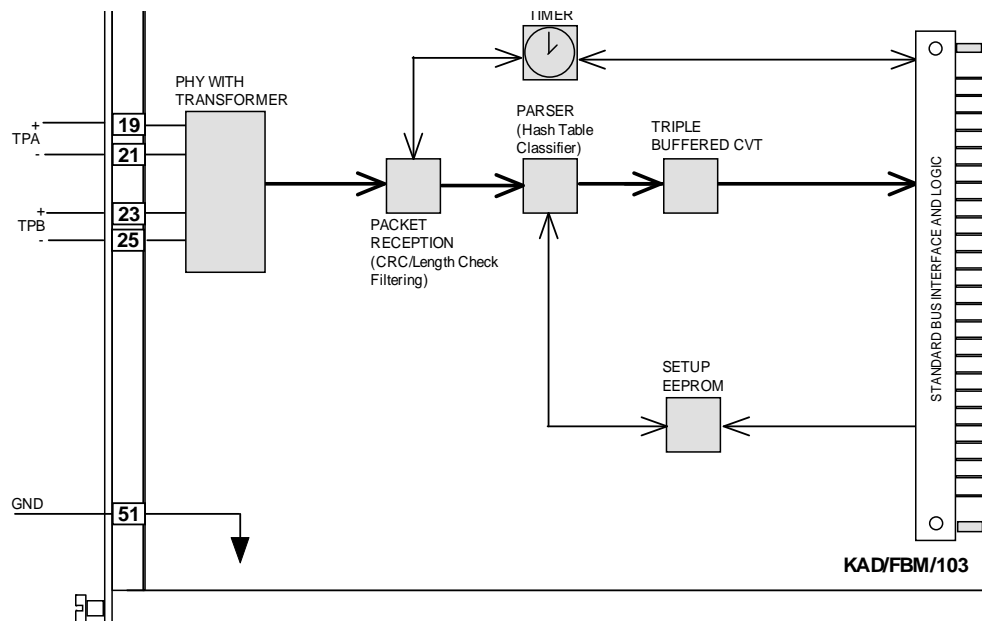 TIMER
PHY WITH
TRANSFORMER
PARSER
(Hash Table
Classifier)
TRIPLE
BUFFERED CVT
+
TPA
-
19
21
+
TPB
-
23
25
PACKET
RECEPTION
(CRC/Length Check
Filtering)
STANDARD BUS INTERFACE AND LOGIC
SETUP
EEPROM
GND
51
KAD/FBM/103